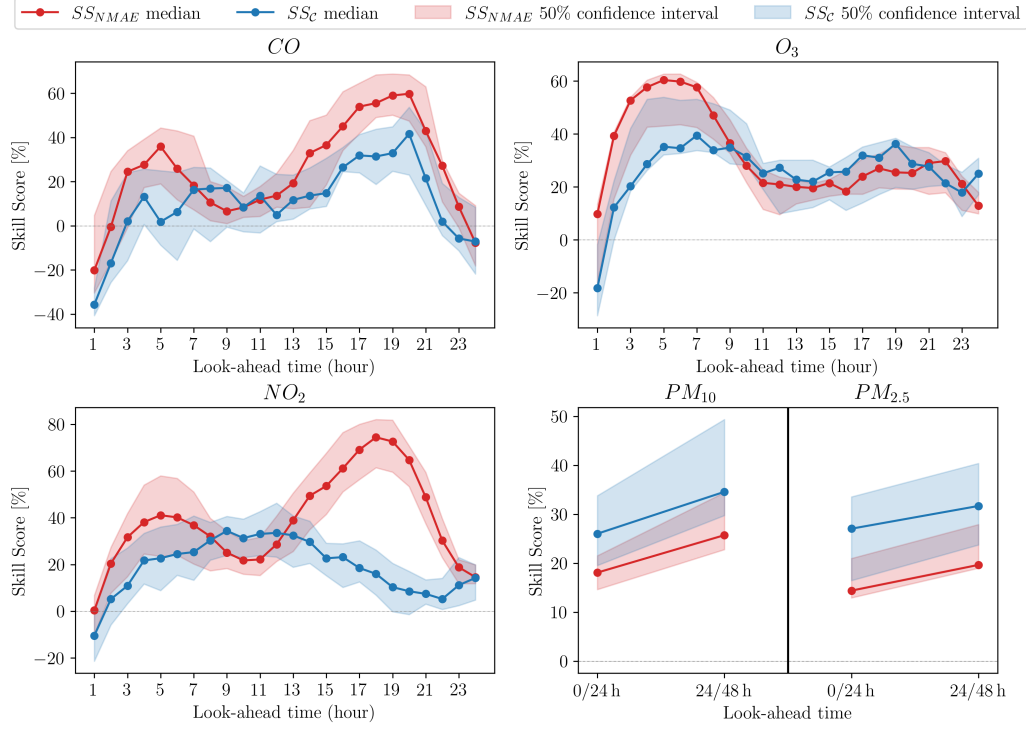 SS_NMAE median SS_C median SS_NMAE 50% confidence interval SS_C 50% confidence interval
CO
Skill Score [%]
60
40
20
0
−20
−40
1 3 5 7 9 11 13 15 17 19 21 23
Look-ahead time (hour)
O3
Skill Score [%]
60
40
20
0
−20
1 3 5 7 9 11 13 15 17 19 21 23
Look-ahead time (hour)
NO2
Skill Score [%]
80
60
40
20
0
−20
1 3 5 7 9 11 13 15 17 19 21 23
Look-ahead time (hour)
PM10 PM2.5
Skill Score [%]
50
40
30
20
10
0
0/24 h 24/48 h 0/24 h 24/48 h
Look-ahead time